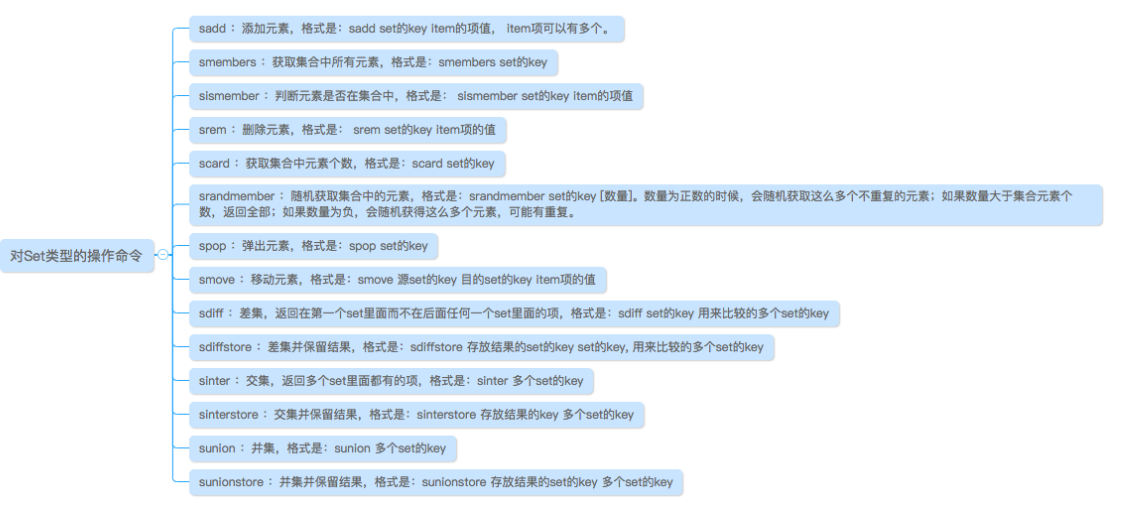 sadd ：添加元素，格式是：sadd set的key item的项值， item项可以有多个。
smembers ：获取集合中所有元素，格式是：smembers set的key
sismember ：判断元素是否在集合中，格式是： sismember set的key item的项值
srem ：删除元素，格式是： srem set的key item项的值
scard ：获取集合中元素个数，格式是：scard set的key
srandmember ：随机获取集合中的元素，格式是：srandmember set的key [数量]。数量为正数的时候，会随机获取这么多个不重复的元素；如果数量大于集合元素个
数，返回全部；如果数量为负，会随机获得这么多个元素，可能有重复。
对Set类型的操作命令
spop ：弹出元素，格式是：spop set的key
smove ：移动元素，格式是：smove 源set的key 目的set的key item项的值
sdiff ：差集，返回在第一个set里面而不在后面任何一个set里面的项，格式是：sdiff set的key 用来比较的多个set的key
sdiffstore ：差集并保留结果，格式是：sdiffstore 存放结果的set的key set的key, 用来比较的多个set的key
sinter ：交集，返回多个set里面都有的项，格式是：sinter 多个set的key
sinterstore ：交集并保留结果，格式是：sinterstore 存放结果的key 多个set的key
sunion ：并集，格式是：sunion 多个set的key
sunionstore ：并集并保留结果，格式是：sunionstore 存放结果的set的key 多个set的key